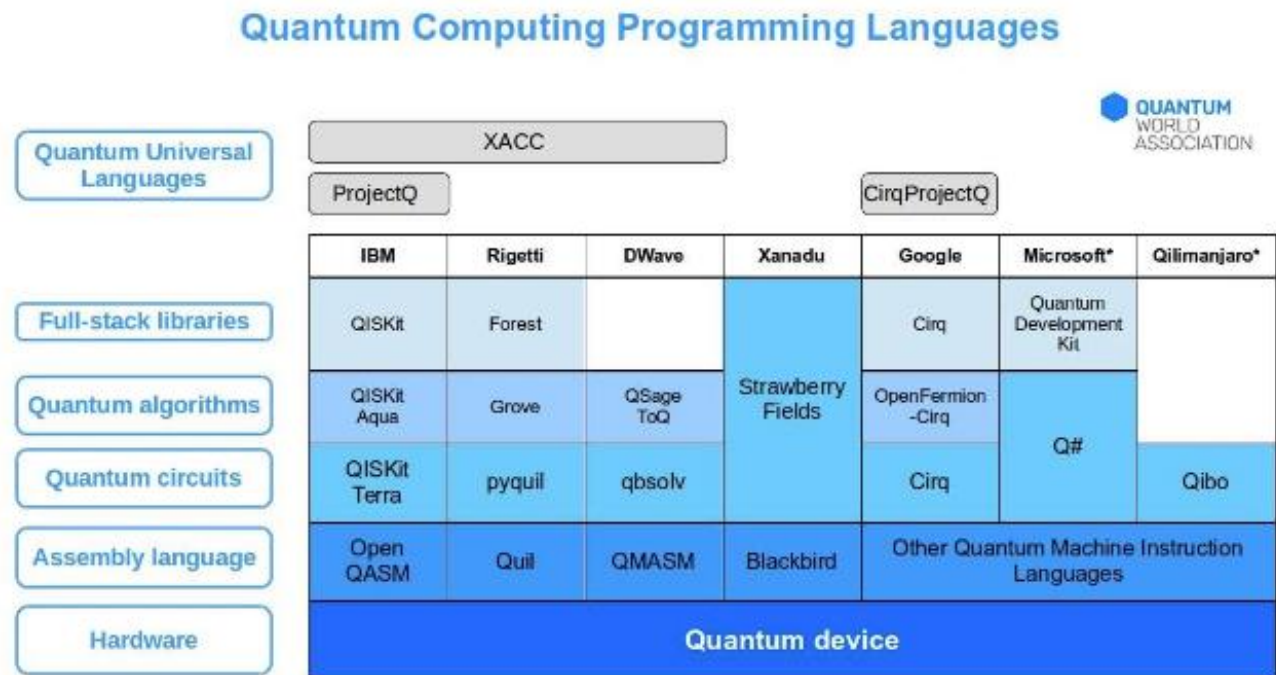 Quantum Computing Programming Languages
QUANTUM
WORLD
ASSOCIATION
Quantum Universal
Languages
XACC
ProjectQ
CirqProjectQ
IBM
Rigetti
DWave
Xanadu
Google
Microsoft*
Qilimanjaro*
Full-stack libraries
QISKit
Forest
Cirq
Quantum
Development
Kit
Quantum algorithms
QISKit
Aqua
Grove
QSage
ToQ
Strawberry
Fields
OpenFermion
-Cirq
Q#
Quantum circuits
QISKit
Terra
pyquil
qbsolv
Cirq
Qibo
Assembly language
Open
QASM
Quil
QMASM
Blackbird
Other Quantum Machine Instruction
Languages
Hardware
Quantum device